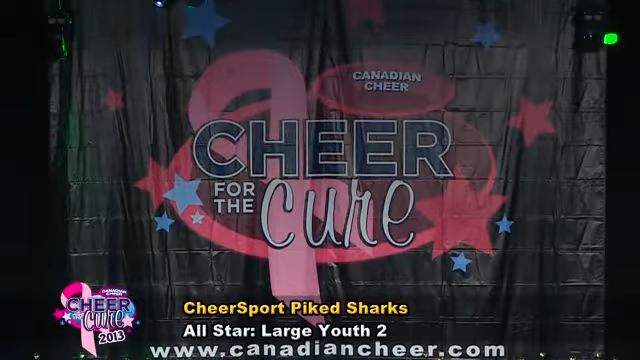 CANADIAN
CHEER
CHEER
FOR THE
Cure
CheerSport Piked Sharks
All Star: Large Youth 2
www.canadiancheer.com
CANADIAN
CHEER
CHEER
FOR THE
Cure
2013